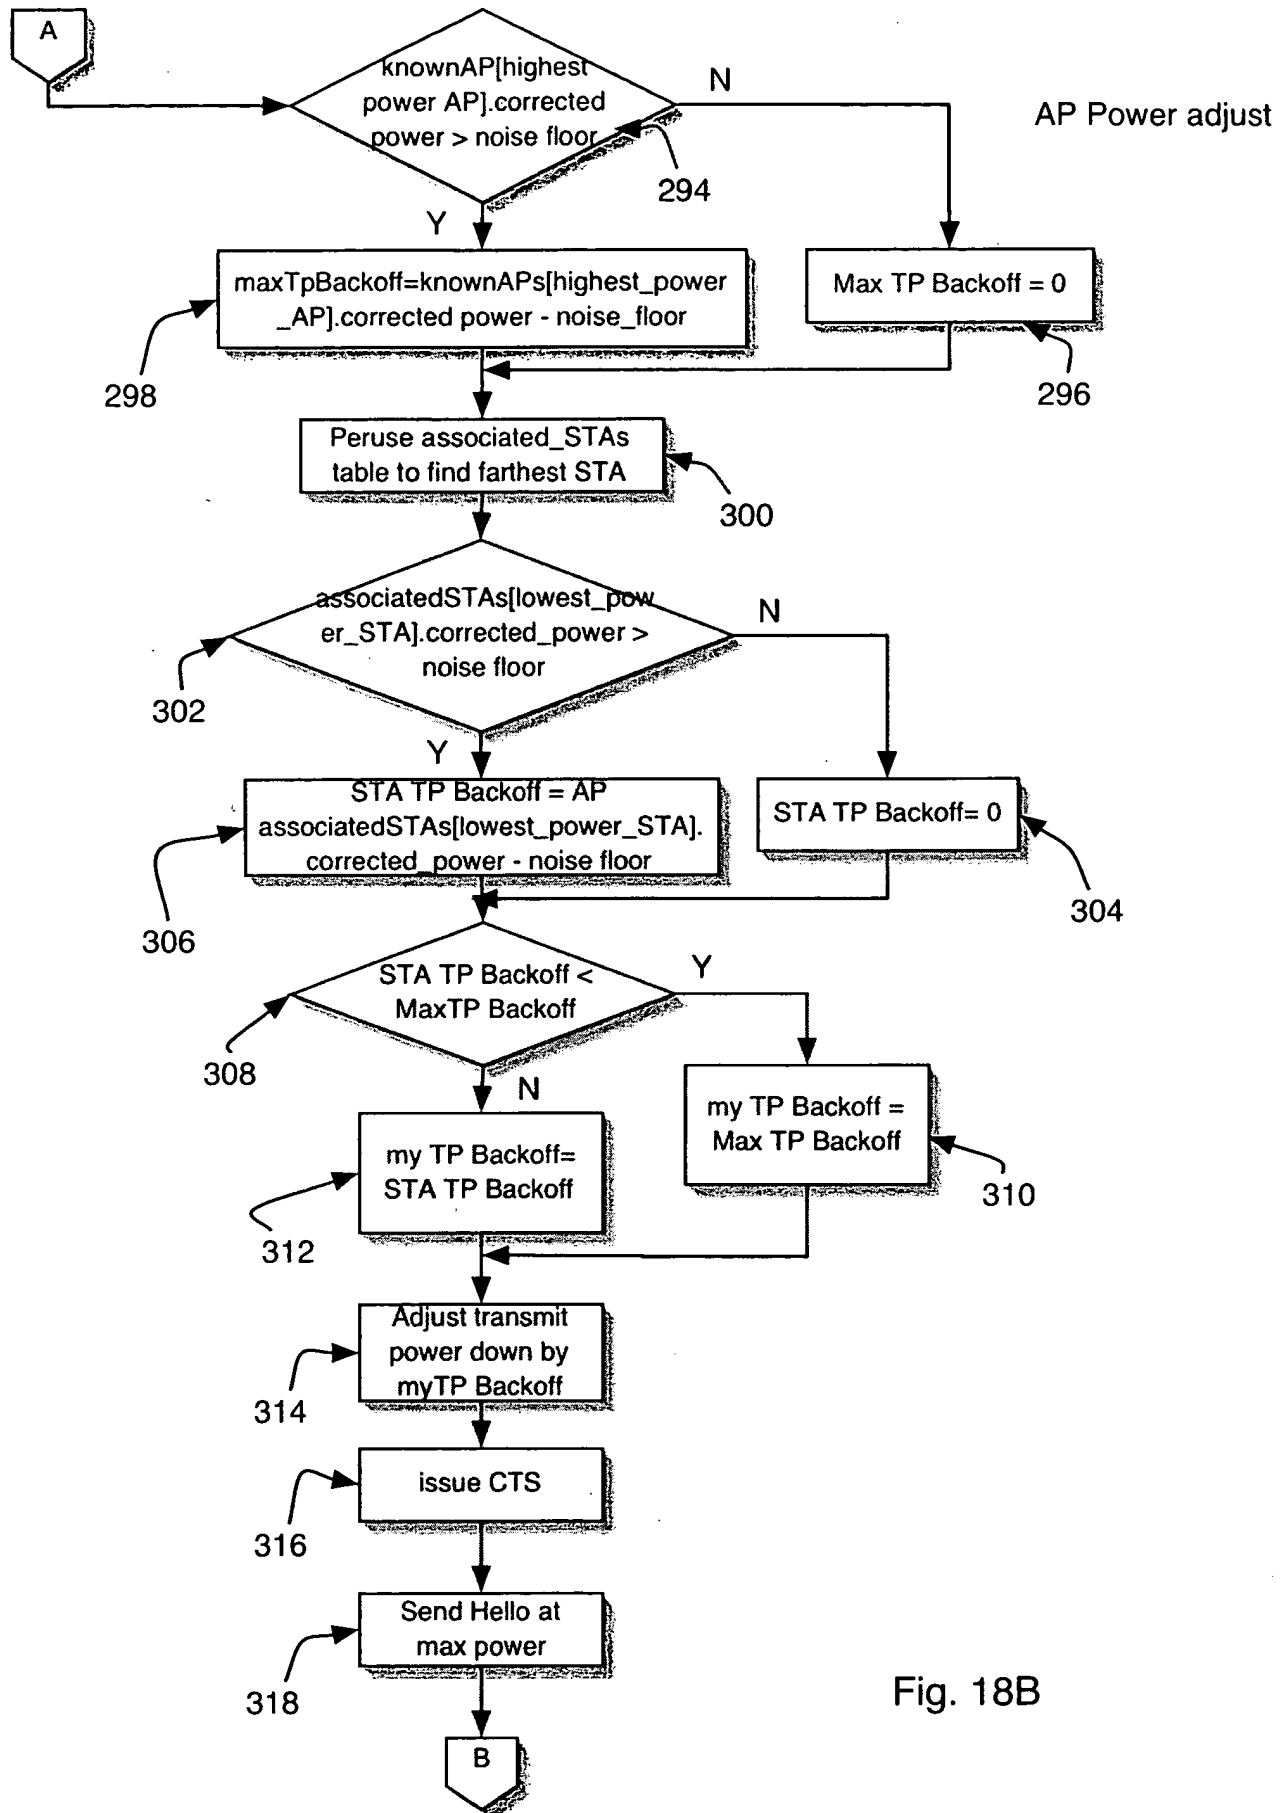 A
knownAP[highest
power AP].corrected
power > noise floor
N
AP Power adjust
294
Y
maxTpBackoff=knownAPs[highest_power
_AP].corrected power - noise_floor
Max TP Backoff = 0
298
296
Peruse associated_STAs
table to find farthest STA
300
associatedSTAs[lowest_pow
er_STA].corrected_power >
noise floor
N
302
Y
STA TP Backoff = AP
associatedSTAs[lowest_power_STA].
corrected_power - noise floor
STA TP Backoff= 0
304
306
STA TP Backoff <
MaxTP Backoff
Y
308
N
my TP Backoff =
Max TP Backoff
my TP Backoff=
STA TP Backoff
310
312
Adjust transmit
power down by
myTP Backoff
314
issue CTS
316
Send Hello at
max power
318
Fig. 18B
B